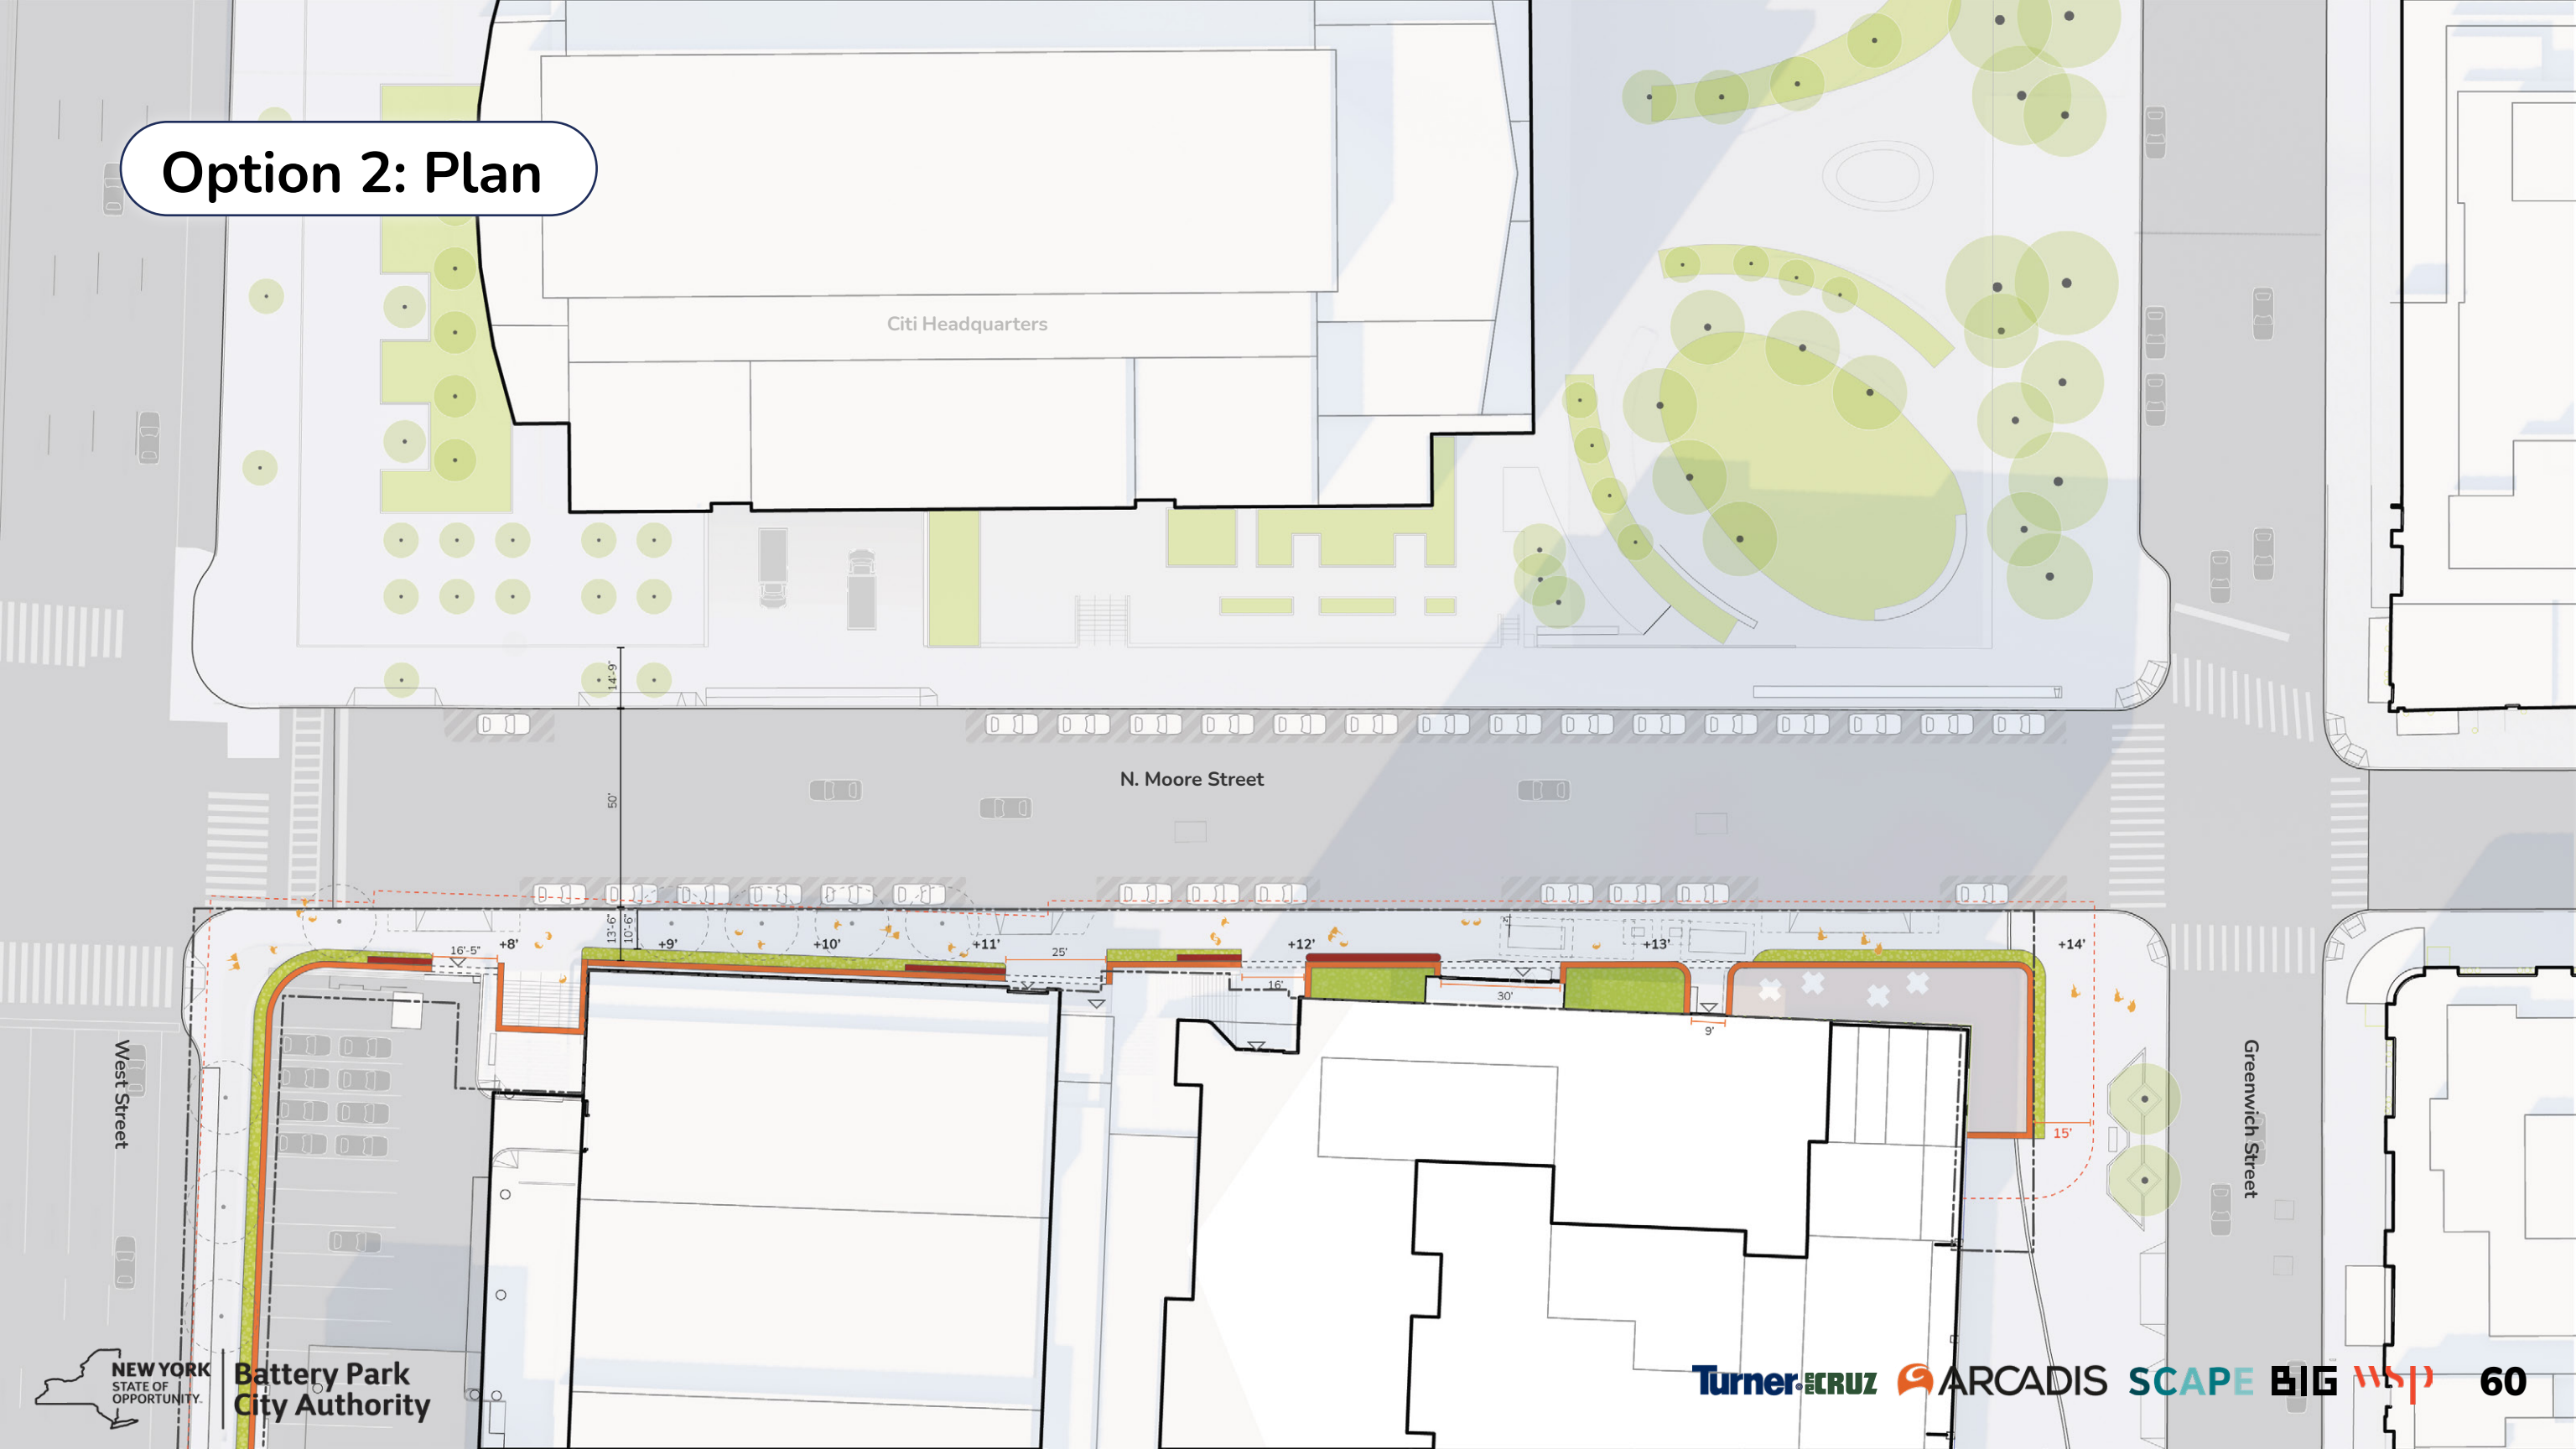 Option 2: Plan
Citi Headquarters
14'-9"
50'
N. Moore Street
13'-6"
10'-6"
16'-5"
+8'
+9'
+10'
+11'
25'
+12'
16'
30'
+13'
9'
+14'
15'
West Street
Greenwich Street
NEW YORK
STATE OF
OPPORTUNITY.
Battery Park
City Authority
Turner
CRUZ
ARCADIS
SCAPE
BIG
wsp
60